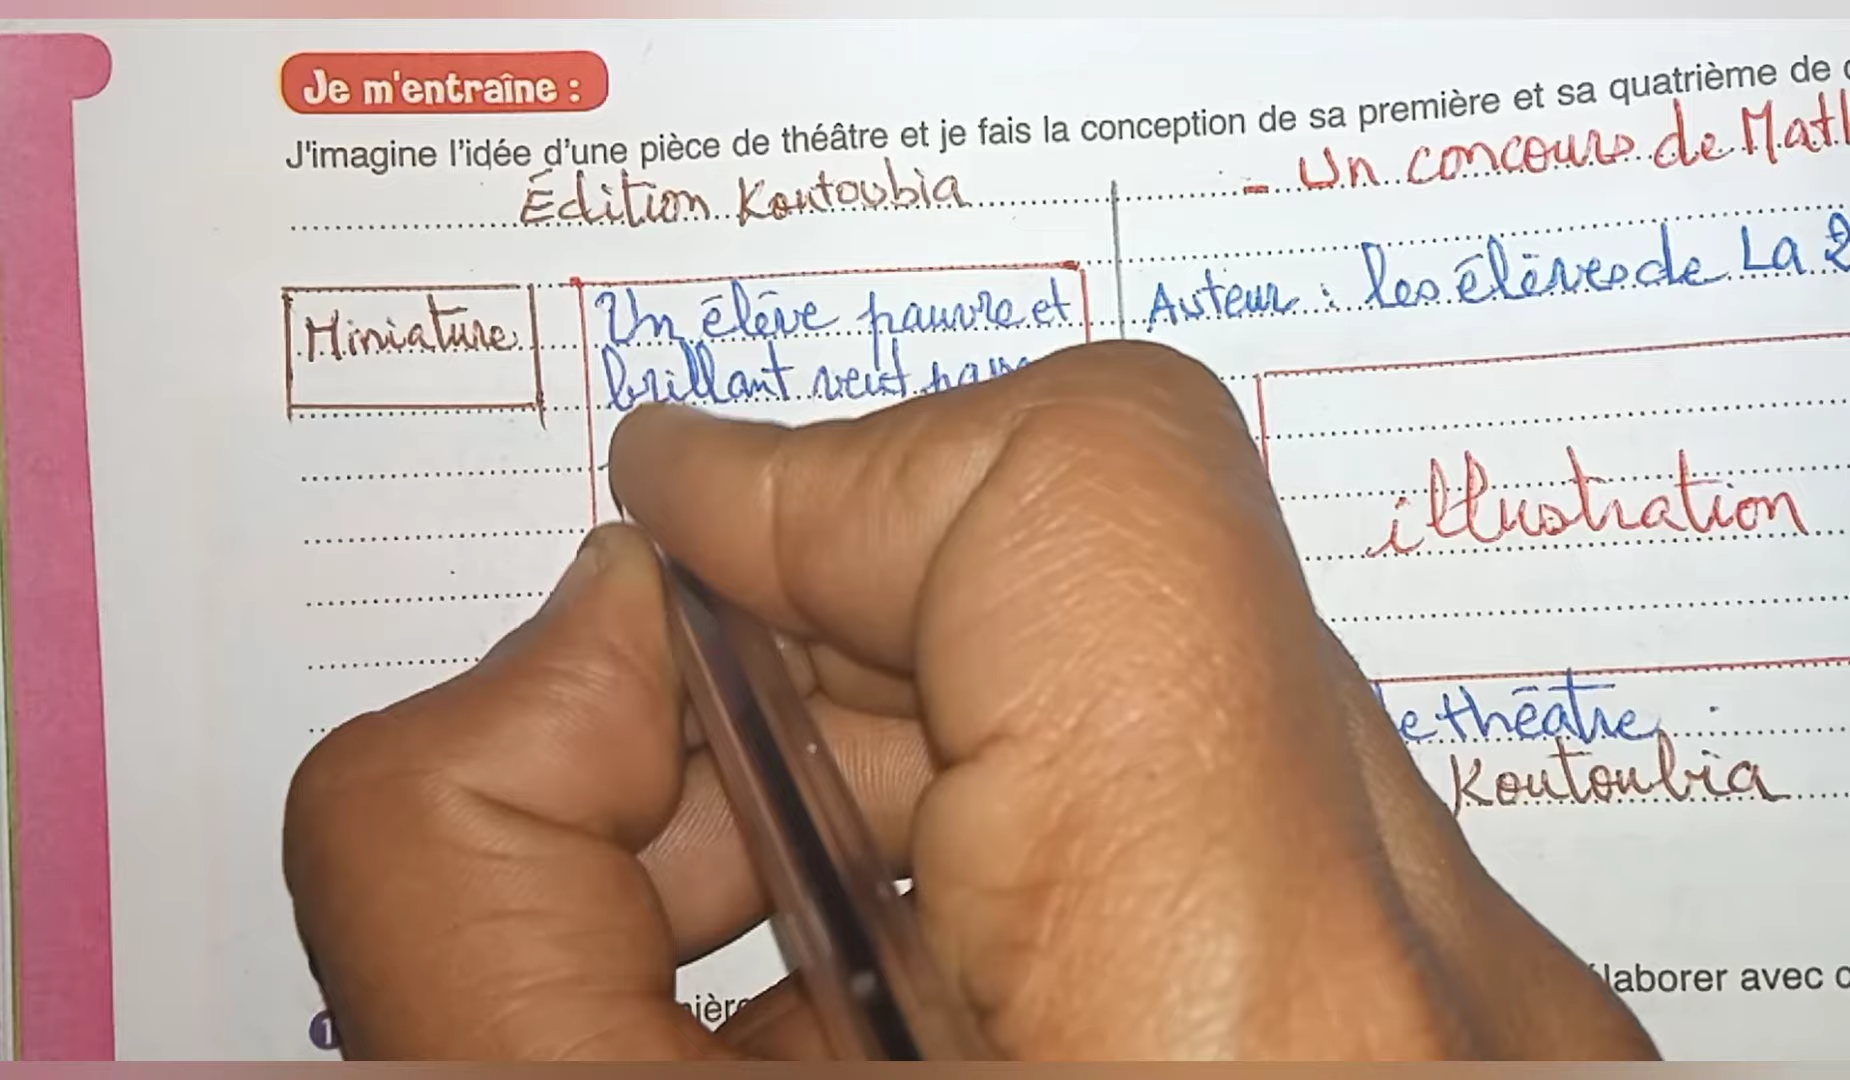 Je m'entraîne :
J'imagine l'idée d'une pièce de théâtre et je fais la conception de sa première et sa quatrième de
Édition Koutoubia
- Un concours de
Miniature
Un élève pauvre et
brillant veut
Auteur : les élèves de La
illustration
théâtre :
Koutoubia
1
avec